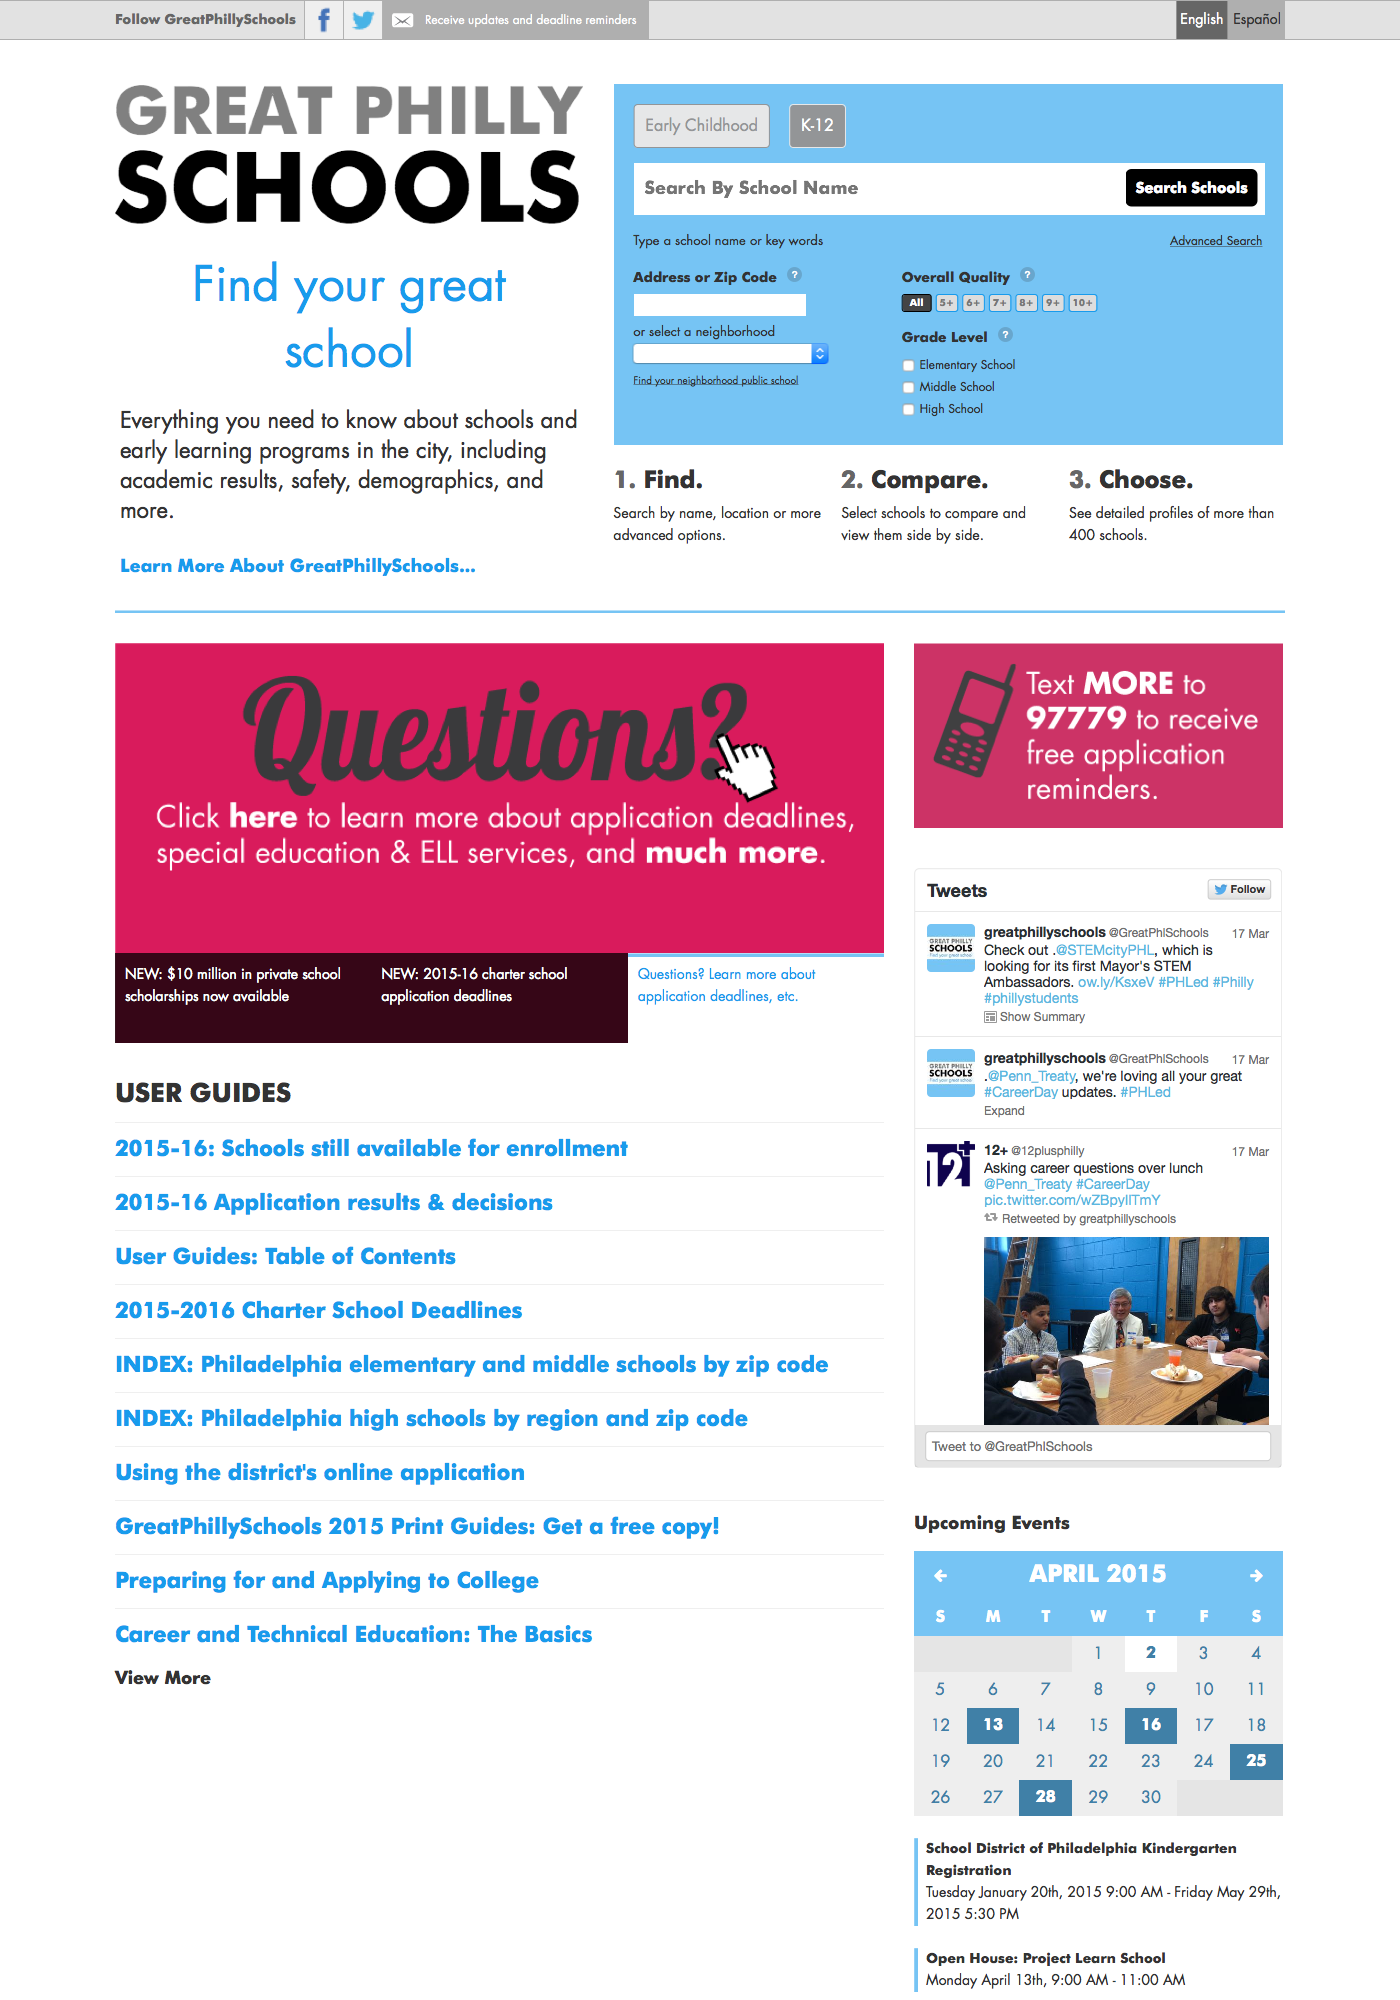 Follow GreatPhillySchools
Receive updates and deadline reminders
English Español
GREAT PHILLY
SCHOOLS
Find your great
school
Everything you need to know about schools and
early learning programs in the city, including
academic results, safety, demographics, and
more.
Learn More About GreatPhillySchools...
Early Childhood K-12
Search By School Name Search Schools
Type a school name or key words Advanced Search
Address or Zip Code ?
or select a neighborhood
Find your neighborhood public school
Overall Quality ?
All 5+ 6+ 7+ 8+ 9+ 10+
Grade Level ?
Elementary School
Middle School
High School
1. Find.
Search by name, location or more
advanced options.
2. Compare.
Select schools to compare and
view them side by side.
3. Choose.
See detailed profiles of more than
400 schools.
Questions?
Click here to learn more about application deadlines,
special education & ELL services, and much more.
NEW: $10 million in private school
scholarships now available
NEW: 2015-16 charter school
application deadlines
Questions? Learn more about
application deadlines, etc.
USER GUIDES
2015-16: Schools still available for enrollment
2015-16 Application results & decisions
User Guides: Table of Contents
2015-2016 Charter School Deadlines
INDEX: Philadelphia elementary and middle schools by zip code
INDEX: Philadelphia high schools by region and zip code
Using the district's online application
GreatPhillySchools 2015 Print Guides: Get a free copy!
Preparing for and Applying to College
Career and Technical Education: The Basics
View More
Text MORE to
97779 to receive
free application
reminders.
Tweets Follow
GREAT PHILLY
SCHOOLS
greatphillyschools @GreatPhlSchools 17 Mar
Check out .@STEMcityPHL, which is
looking for its first Mayor's STEM
Ambassadors. ow.ly/KsxeV #PHLed #Philly
#phillystudents
Show Summary
GREAT PHILLY
SCHOOLS
greatphillyschools @GreatPhlSchools 17 Mar
.@Penn_Treaty, we're loving all your great
#CareerDay updates. #PHLed
Expand
12+
12+ @12plusphilly 17 Mar
Asking career questions over lunch
@Penn_Treaty #CareerDay
pic.twitter.com/wZBpyIITmY
Retweeted by greatphillyschools
Tweet to @GreatPhlSchools
Upcoming Events
APRIL 2015
S M T W T F S
1 2 3 4
5 6 7 8 9 10 11
12 13 14 15 16 17 18
19 20 21 22 23 24 25
26 27 28 29 30
School District of Philadelphia Kindergarten
Registration
Tuesday January 20th, 2015 9:00 AM - Friday May 29th,
2015 5:30 PM
Open House: Project Learn School
Monday April 13th, 9:00 AM - 11:00 AM